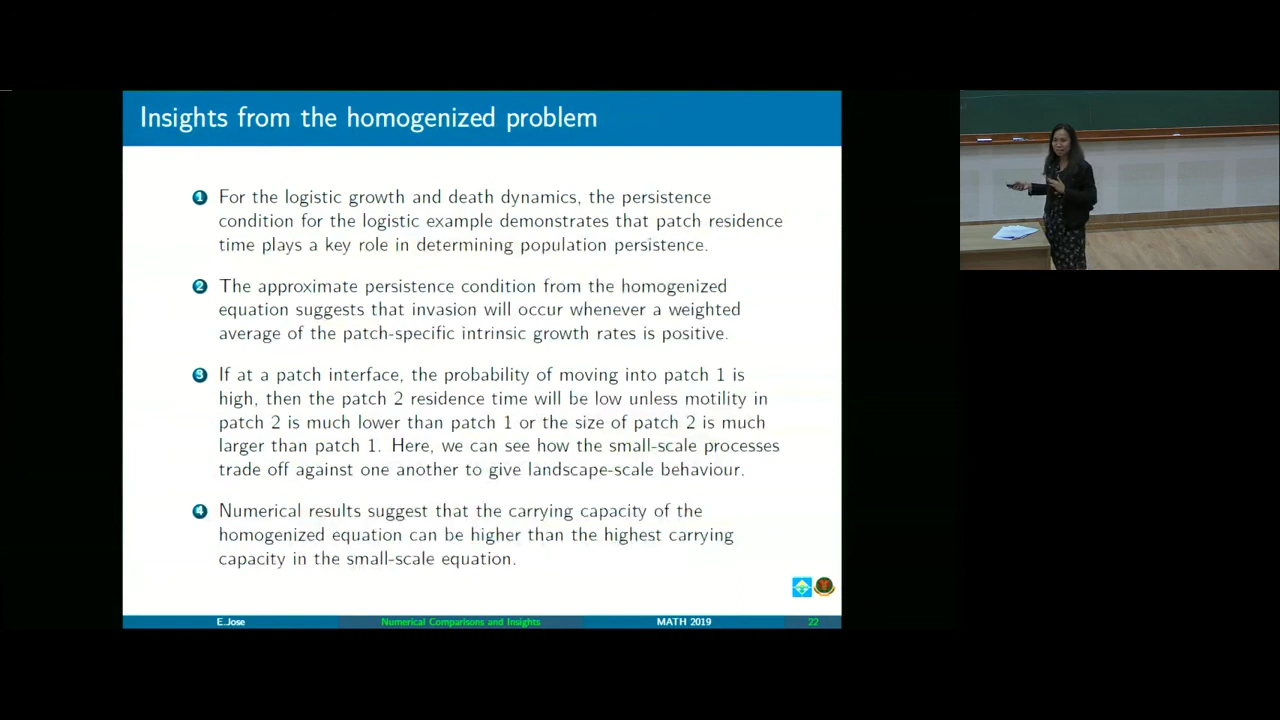 Insights from the homogenized problem
1 For the logistic growth and death dynamics, the persistence
condition for the logistic example demonstrates that patch residence
time plays a key role in determining population persistence.
2 The approximate persistence condition from the homogenized
equation suggests that invasion will occur whenever a weighted
average of the patch-specific intrinsic growth rates is positive.
3 If at a patch interface, the probability of moving into patch 1 is
high, then the patch 2 residence time will be low unless motility in
patch 2 is much lower than patch 1 or the size of patch 2 is much
larger than patch 1. Here, we can see how the small-scale processes
trade off against one another to give landscape-scale behaviour.
4 Numerical results suggest that the carrying capacity of the
homogenized equation can be higher than the highest carrying
capacity in the small-scale equation.
E.Jose Numerical Comparisons and Insights MATH 2019 22